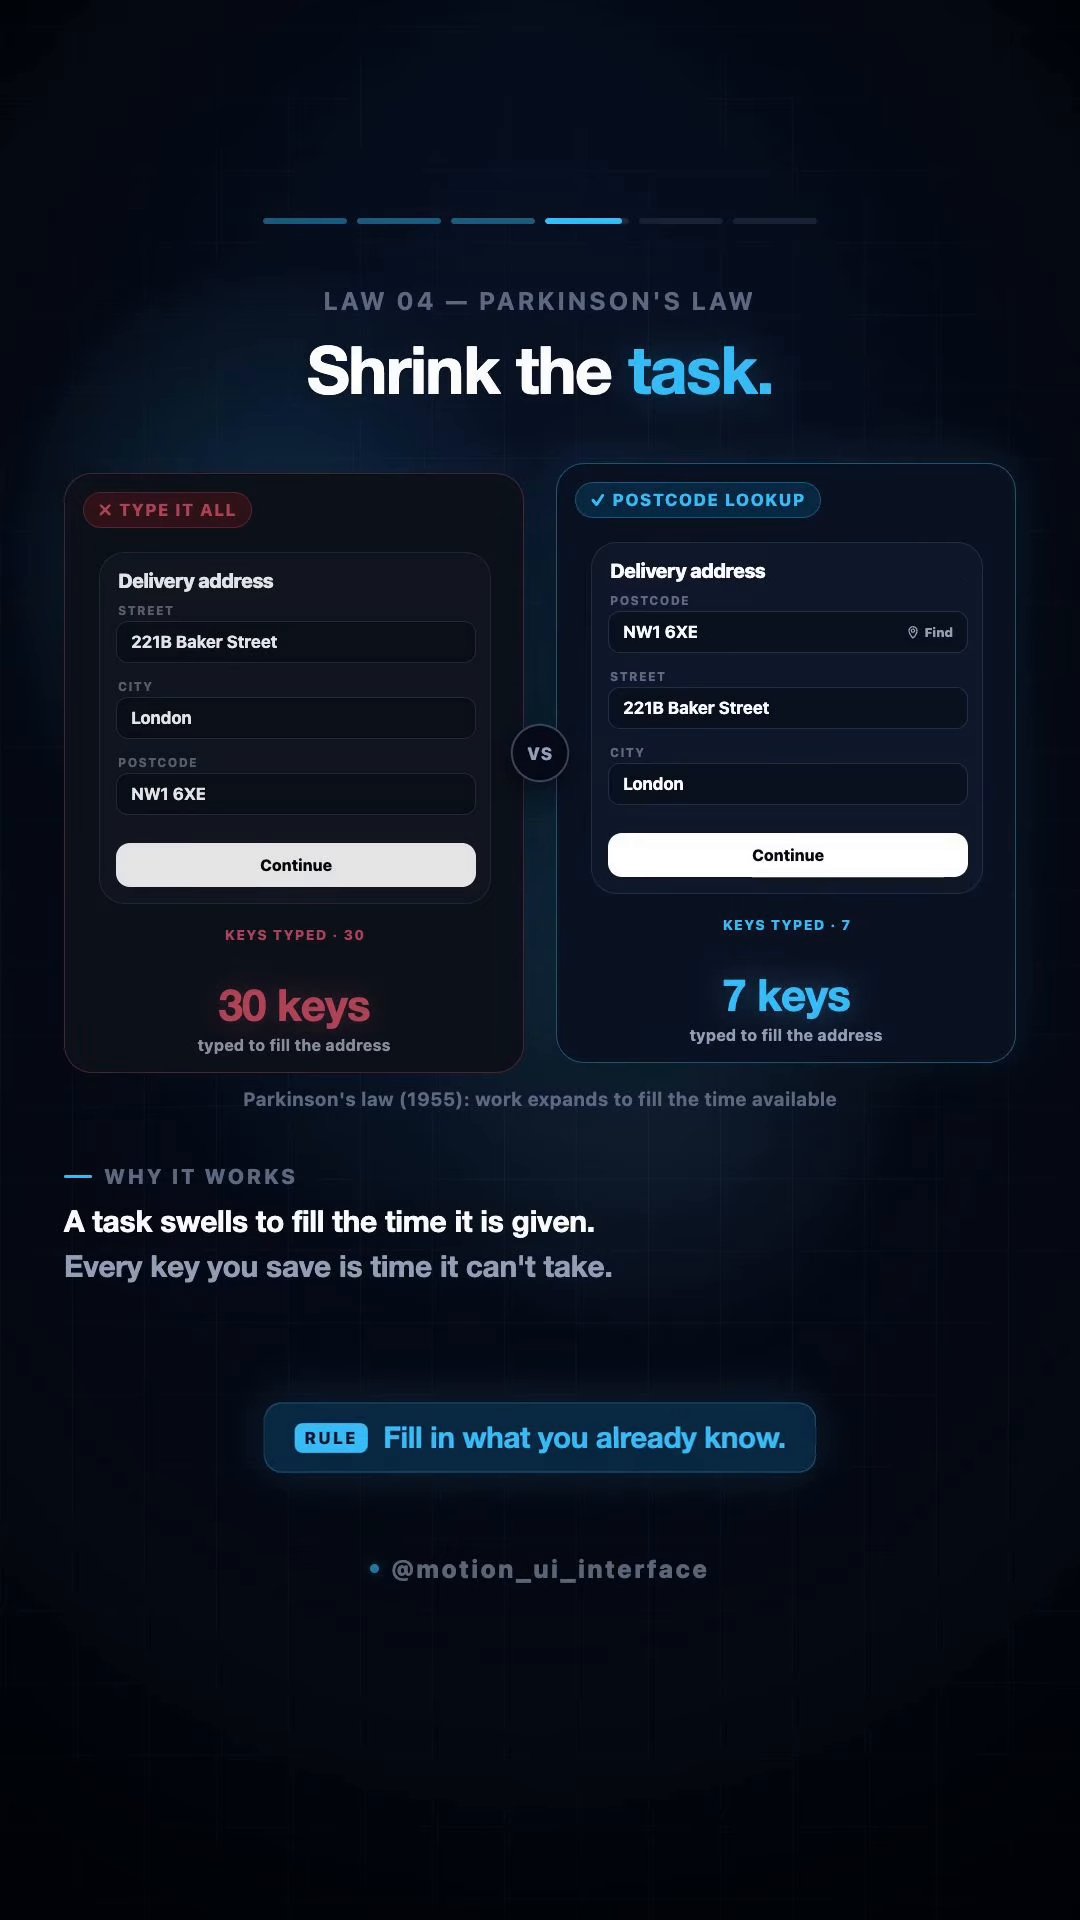 LAW 04 — PARKINSON'S LAW
Shrink the task.
✕ TYPE IT ALL
Delivery address
STREET
221B Baker Street
CITY
London
POSTCODE
NW1 6XE
Continue
KEYS TYPED · 30
30 keys
typed to fill the address
VS
✓ POSTCODE LOOKUP
Delivery address
POSTCODE
NW1 6XE
Find
STREET
221B Baker Street
CITY
London
Continue
KEYS TYPED · 7
7 keys
typed to fill the address
Parkinson's law (1955): work expands to fill the time available
WHY IT WORKS
A task swells to fill the time it is given.
Every key you save is time it can't take.
RULE Fill in what you already know.
@motion_ui_interface